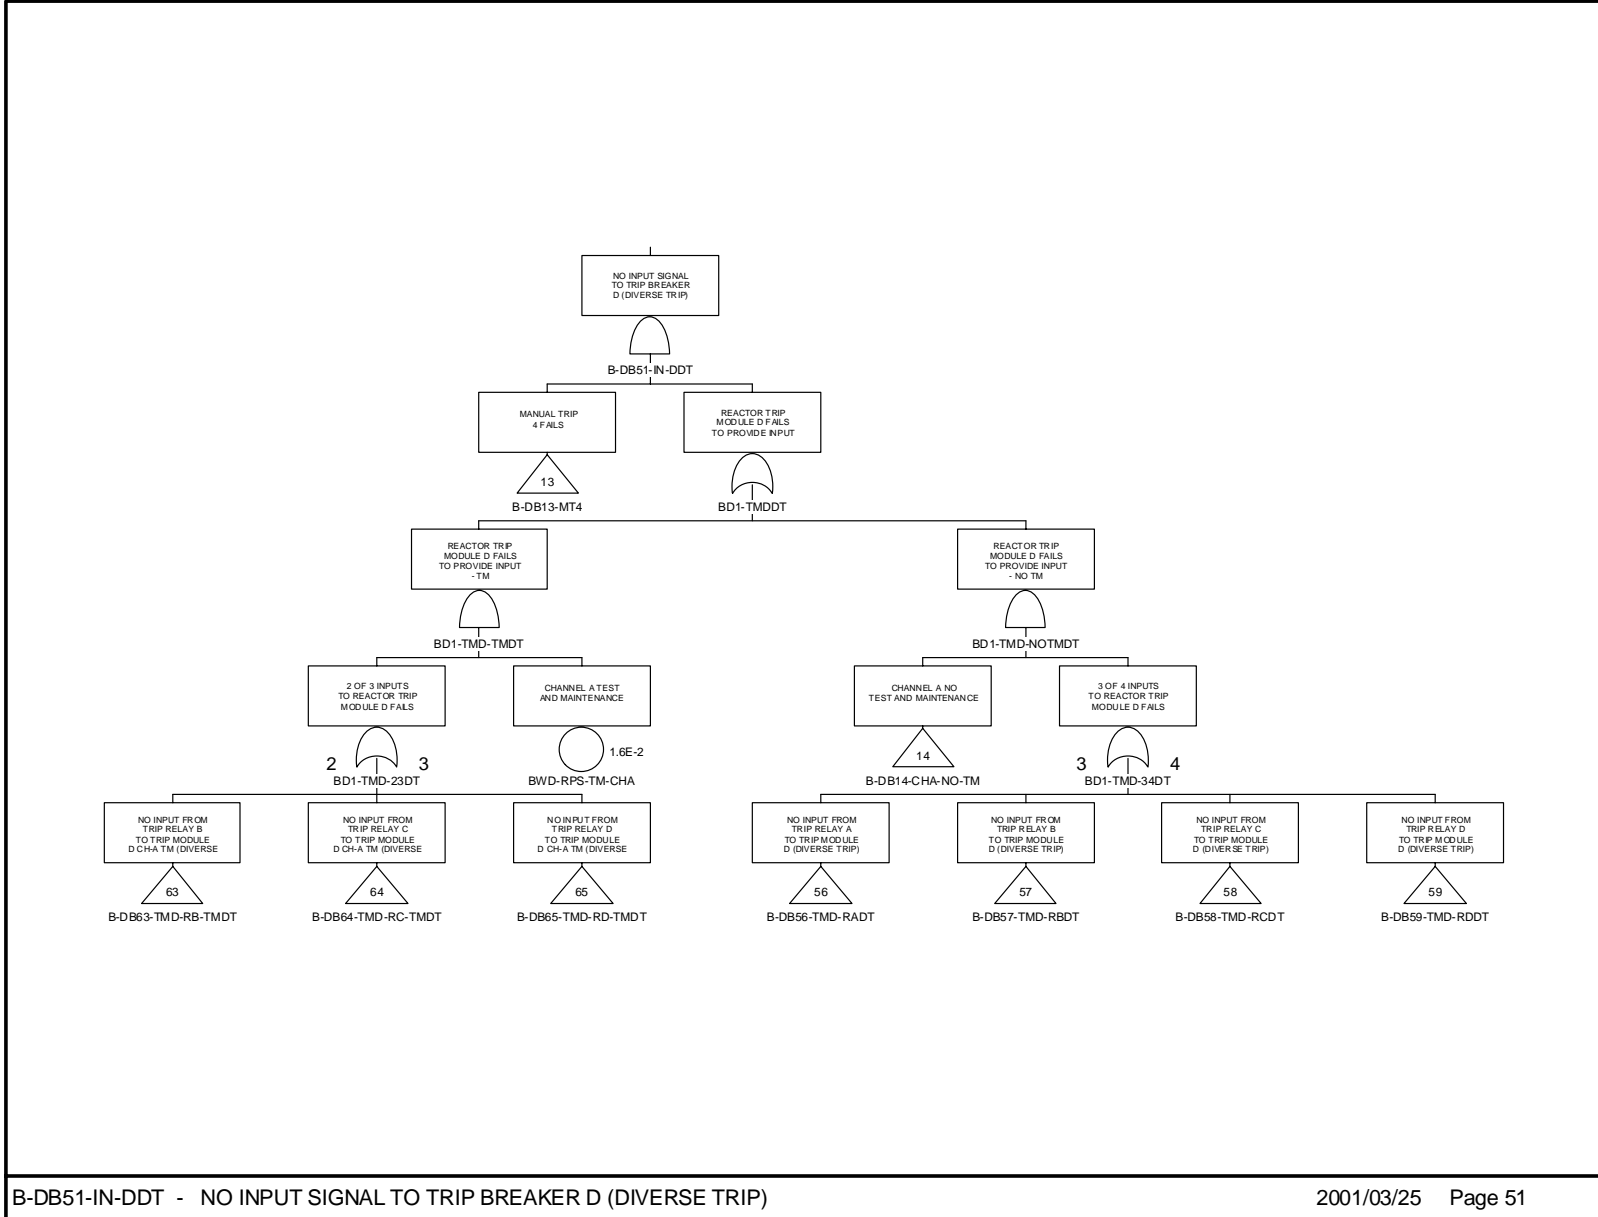 NO INPUT SIGNAL
TO TRIP BREAKER
D (DIVERSE TRIP)
B-DB51-IN-DDT
MANUAL TRIP
4 FAILS
13
B-DB13-MT4
REACTOR TRIP
MODULE D FAILS
TO PROVIDE INPUT
BD1-TMDDT
REACTOR TRIP
MODULE D FAILS
TO PROVIDE INPUT
- TM
BD1-TMD-TMDT
REACTOR TRIP
MODULE D FAILS
TO PROVIDE INPUT
- NO TM
BD1-TMD-NOTMDT
2 OF 3 INPUTS
TO REACTOR TRIP
MODULE D FAILS
2 3
BD1-TMD-23DT
CHANNEL A TEST
AND MAINTENANCE
1.6E-2
BWD-RPS-TM-CHA
CHANNEL A NO
TEST AND MAINTENANCE
14
B-DB14-CHA-NO-TM
3 OF 4 INPUTS
TO REACTOR TRIP
MODULE D FAILS
3 4
BD1-TMD-34DT
NO INPUT FROM
TRIP RELAY B
TO TRIP MODULE
D CH-A TM (DIVERSE
63
B-DB63-TMD-RB-TMDT
NO INPUT FROM
TRIP RELAY C
TO TRIP MODULE
D CH-A TM (DIVERSE
64
B-DB64-TMD-RC-TMDT
NO INPUT FROM
TRIP RELAY D
TO TRIP MODULE
D CH-A TM (DIVERSE
65
B-DB65-TMD-RD-TMDT
NO INPUT FROM
TRIP RELAY A
TO TRIP MODULE
D (DIVERSE TRIP)
56
B-DB56-TMD-RADT
NO INPUT FROM
TRIP RELAY B
TO TRIP MODULE
D (DIVERSE TRIP)
57
B-DB57-TMD-RBDT
NO INPUT FROM
TRIP RELAY C
TO TRIP MODULE
D (DIVERSE TRIP)
58
B-DB58-TMD-RCDT
NO INPUT FROM
TRIP RELAY D
TO TRIP MODULE
D (DIVERSE TRIP)
59
B-DB59-TMD-RDDT
B-DB51-IN-DDT - NO INPUT SIGNAL TO TRIP BREAKER D (DIVERSE TRIP)
2001/03/25 Page 51